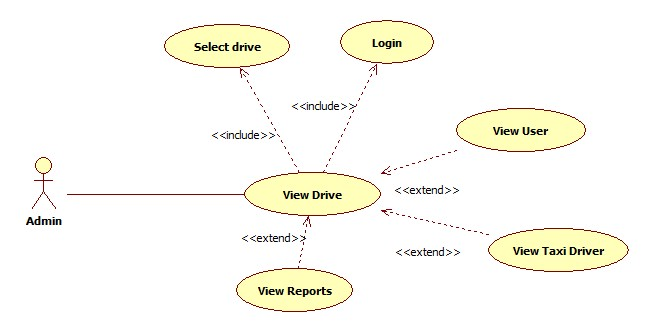 Login
Select drive
<<include>>
<<include>>
View User
View Drive
<<extend>>
Admin
<<extend>>
<<extend>>
View Taxi Driver
View Reports